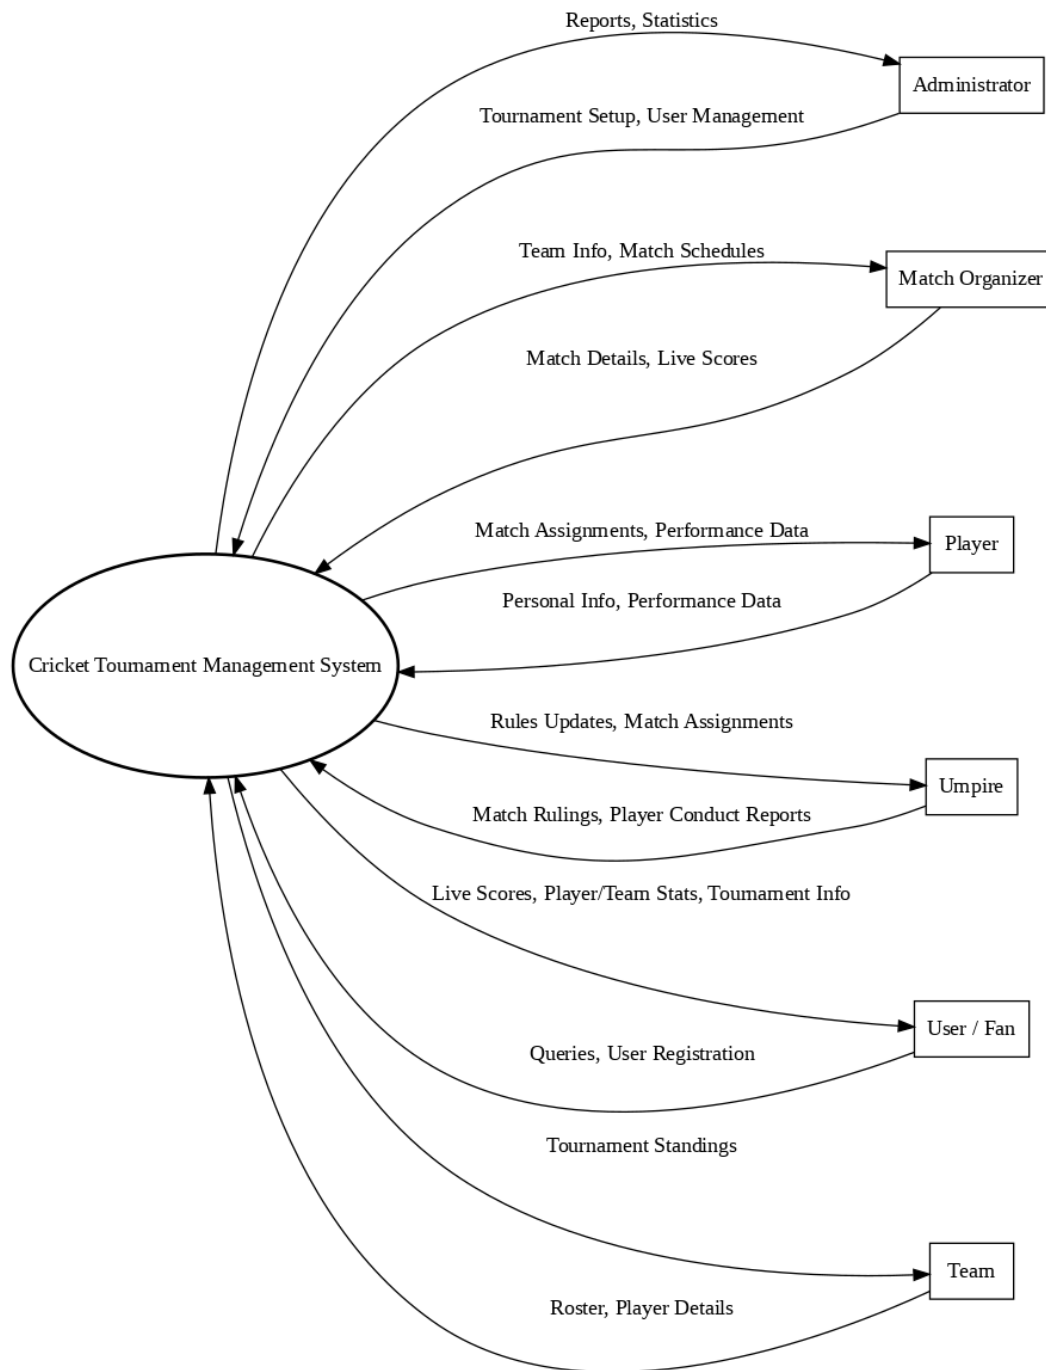 Reports, Statistics
Administrator
Tournament Setup, User Management
Team Info, Match Schedules
Match Organizer
Match Details, Live Scores
Match Assignments, Performance Data
Player
Personal Info, Performance Data
Cricket Tournament Management System
Rules Updates, Match Assignments
Umpire
Match Rulings, Player Conduct Reports
Live Scores, Player/Team Stats, Tournament Info
User / Fan
Queries, User Registration
Tournament Standings
Team
Roster, Player Details